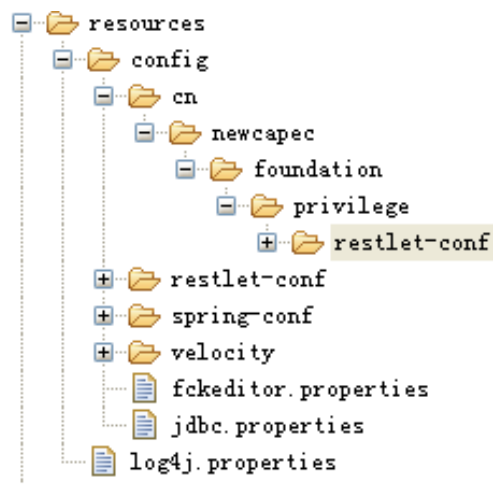 resources
config
cn
newcapec
foundation
privilege
restlet-conf
restlet-conf
spring-conf
velocity
fckeditor.properties
jdbc.properties
log4j.properties